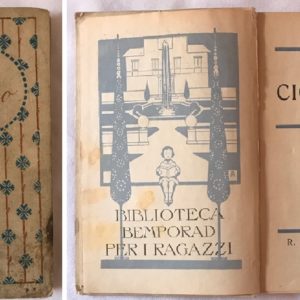 BIBLIOTECA
BEMPORAD
PER I RAGAZZI
CIO
R.